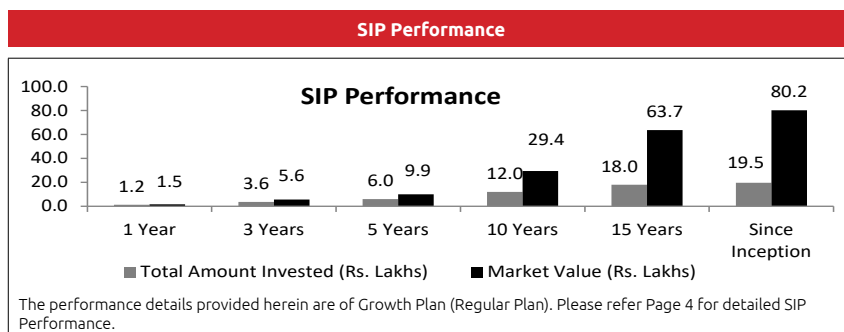 SIP Performance
SIP Performance
100.0
80.0
60.0
40.0
20.0
0.0
1.2 1.5
3.6 5.6
6.0 9.9
12.0 29.4
18.0 63.7
19.5 80.2
1 Year 3 Years 5 Years 10 Years 15 Years Since
Inception
Total Amount Invested (Rs. Lakhs) Market Value (Rs. Lakhs)
The performance details provided herein are of Growth Plan (Regular Plan). Please refer Page 4 for detailed SIP
Performance.